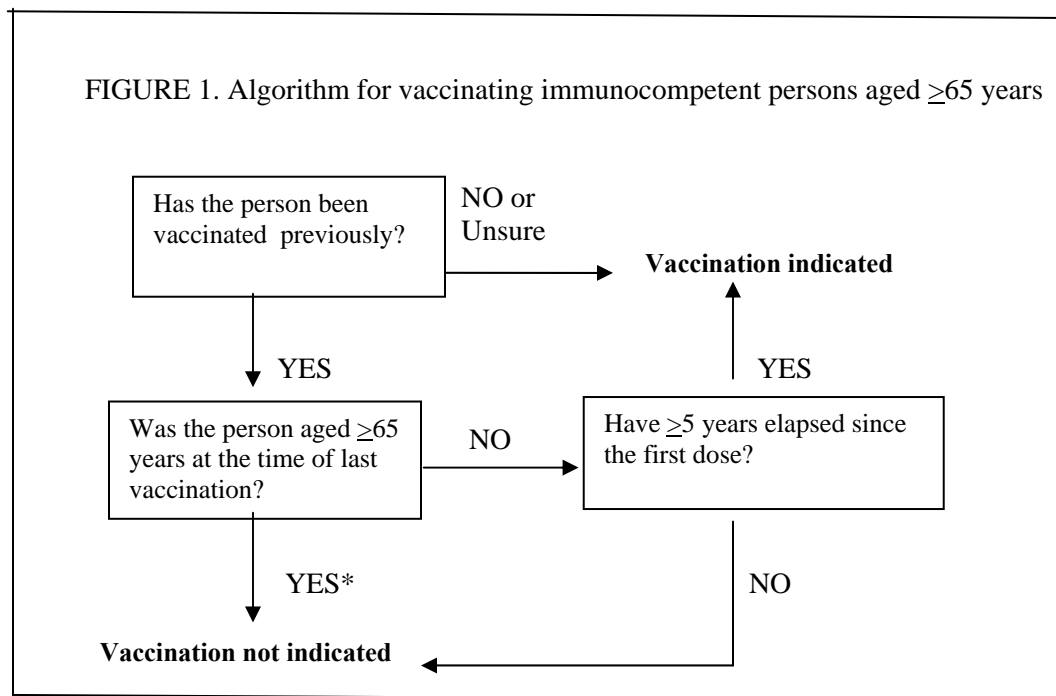 FIGURE 1. Algorithm for vaccinating immunocompetent persons aged ≥65 years
Has the person been
vaccinated previously?
NO or
Unsure
Vaccination indicated
YES
YES
Was the person aged ≥65
years at the time of last
vaccination?
NO
Have ≥5 years elapsed since
the first dose?
YES*
NO
Vaccination not indicated